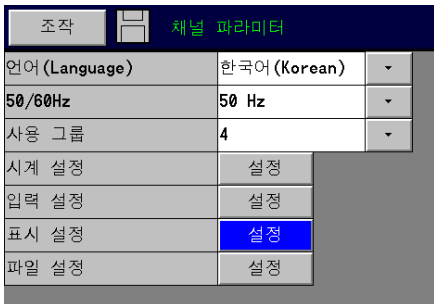 조작 채널 파라미터
언어(Language) 한국어(Korean)
50/60Hz 50 Hz
사용 그룹 4
시계 설정 설정
입력 설정 설정
표시 설정 설정
파일 설정 설정